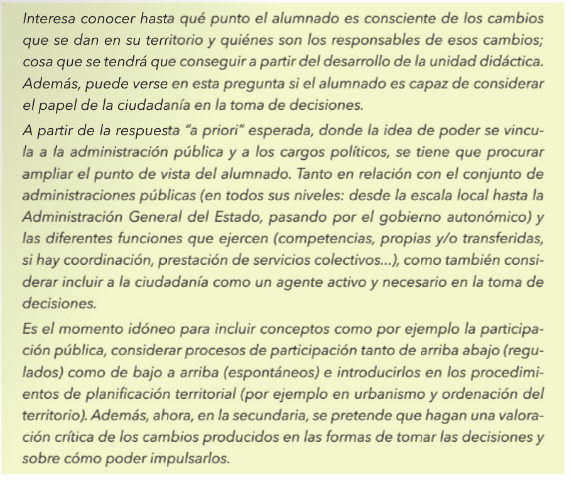 Interesa conocer hasta qué punto el alumnado es consciente de los cambios
que se dan en su territorio y quiénes son los responsables de esos cambios;
cosa que se tendrá que conseguir a partir del desarrollo de la unidad didáctica.
Además, puede verse en esta pregunta si el alumnado es capaz de considerar
el papel de la ciudadanía en la toma de decisiones.
A partir de la respuesta “a priori” esperada, donde la idea de poder se vincu-
la a la administración pública y a los cargos políticos, se tiene que procurar
ampliar el punto de vista del alumnado. Tanto en relación con el conjunto de
administraciones públicas (en todos sus niveles: desde la escala local hasta la
Administración General del Estado, pasando por el gobierno autonómico) y
las diferentes funciones que ejercen (competencias, propias y/o transferidas,
si hay coordinación, prestación de servicios colectivos...), como también consi-
derar incluir a la ciudadanía como un agente activo y necesario en la toma de
decisiones.
Es el momento idóneo para incluir conceptos como por ejemplo la participa-
ción pública, considerar procesos de participación tanto de arriba abajo (regu-
lados) como de bajo a arriba (espontáneos) e introducirlos en los procedimi-
entos de planificación territorial (por ejemplo en urbanismo y ordenación del
territorio). Además, ahora, en la secundaria, se pretende que hagan una valora-
ción crítica de los cambios producidos en las formas de tomar las decisiones y
sobre cómo poder impulsarlos.